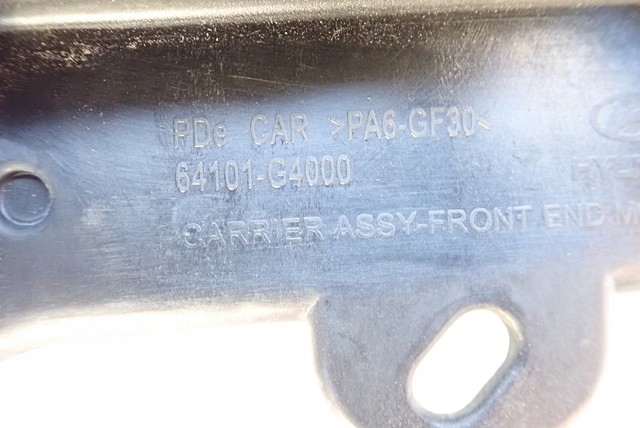 PDe CAR >PA6-GF30<
64101-G4000
CARRIER ASSY-FRONT END